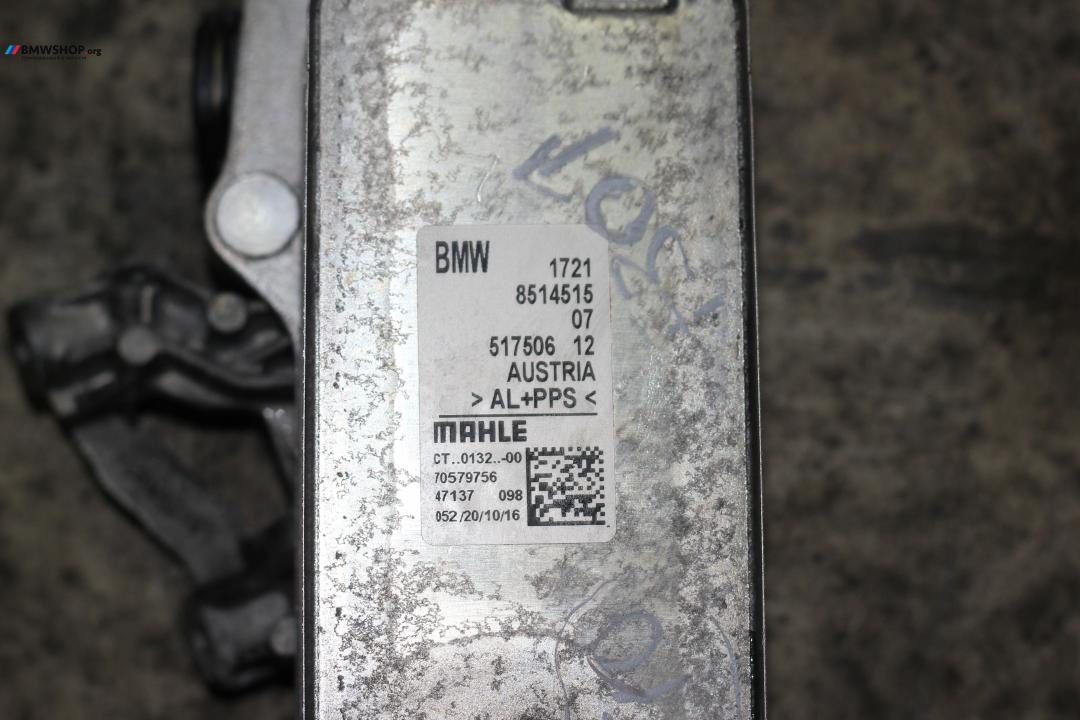 BMWSHOP.org
BMW 1721
8514515
07
517506 12
AUSTRIA
> AL+PPS <
MAHLE
CT..0132..-00
70579756
47137 098
052 /20/10/16